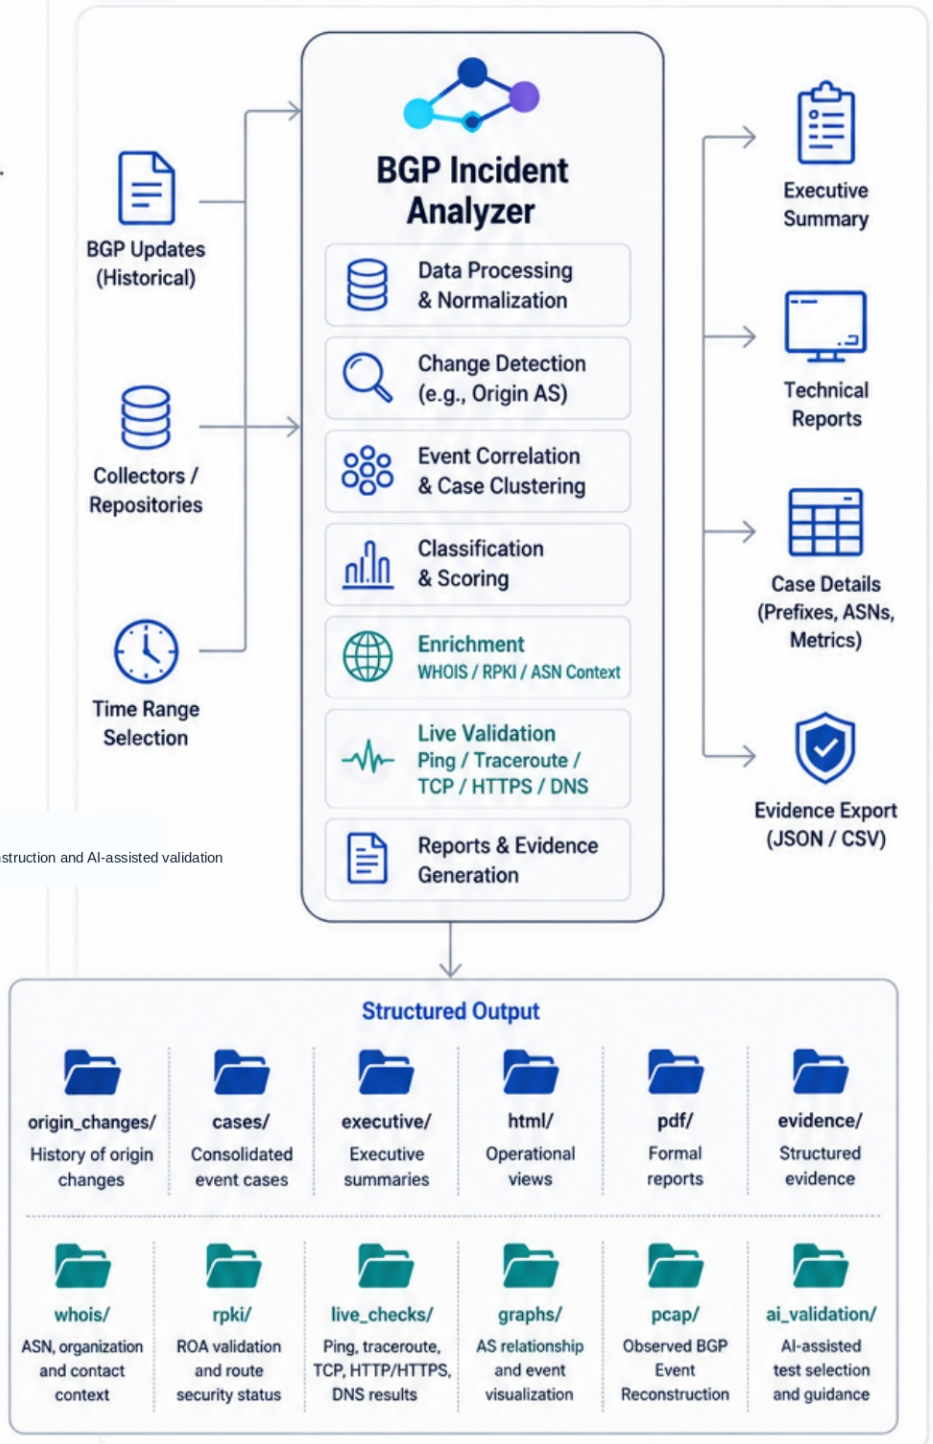 BGP Incident
Analyzer
BGP Updates
(Historical)
Collectors /
Repositories
Time Range
Selection
Data Processing
& Normalization
Change Detection
(e.g., Origin AS)
Event Correlation
& Case Clustering
Classification
& Scoring
Enrichment
WHOIS / RPKI / ASN Context
Live Validation
Ping / Traceroute /
TCP / HTTPS / DNS
Reports & Evidence
Generation
Executive
Summary
Technical
Reports
Case Details
(Prefixes, ASNs,
Metrics)
Evidence Export
(JSON / CSV)
and AI-assisted validation
Structured Output
origin_changes/
History of origin
changes
cases/
Consolidated
event cases
executive/
Executive
summaries
html/
Operational
views
pdf/
Formal
reports
evidence/
Structured
evidence
whois/
ASN, organization
and contact
context
rpki/
ROA validation
and route
security status
live_checks/
Ping, traceroute,
TCP, HTTP/HTTPS,
DNS results
graphs/
AS relationship
and event
visualization
pcap/
Observed BGP
Event
Reconstruction
ai_validation/
AI-assisted
test selection
and guidance